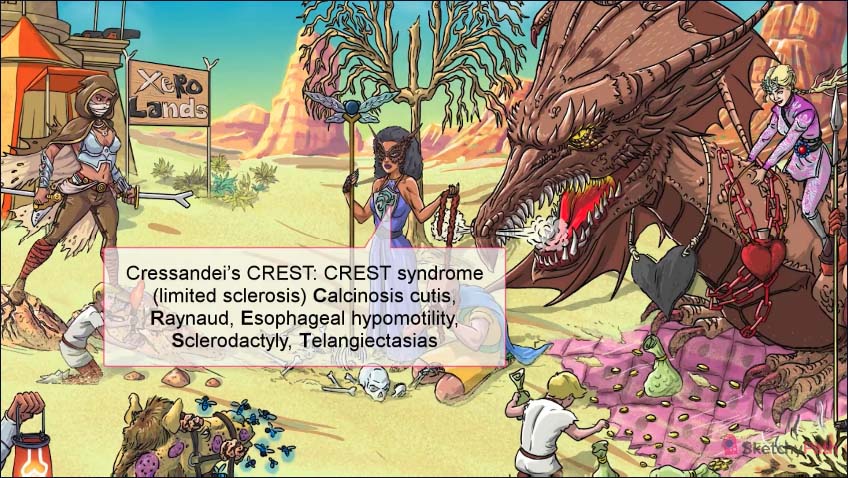 Xero
Lands
Cressandei's CREST: CREST syndrome
(limited sclerosis) Calcinosis cutis,
Raynaud, Esophageal hypomotility,
Sclerodactyly, Telangiectasias